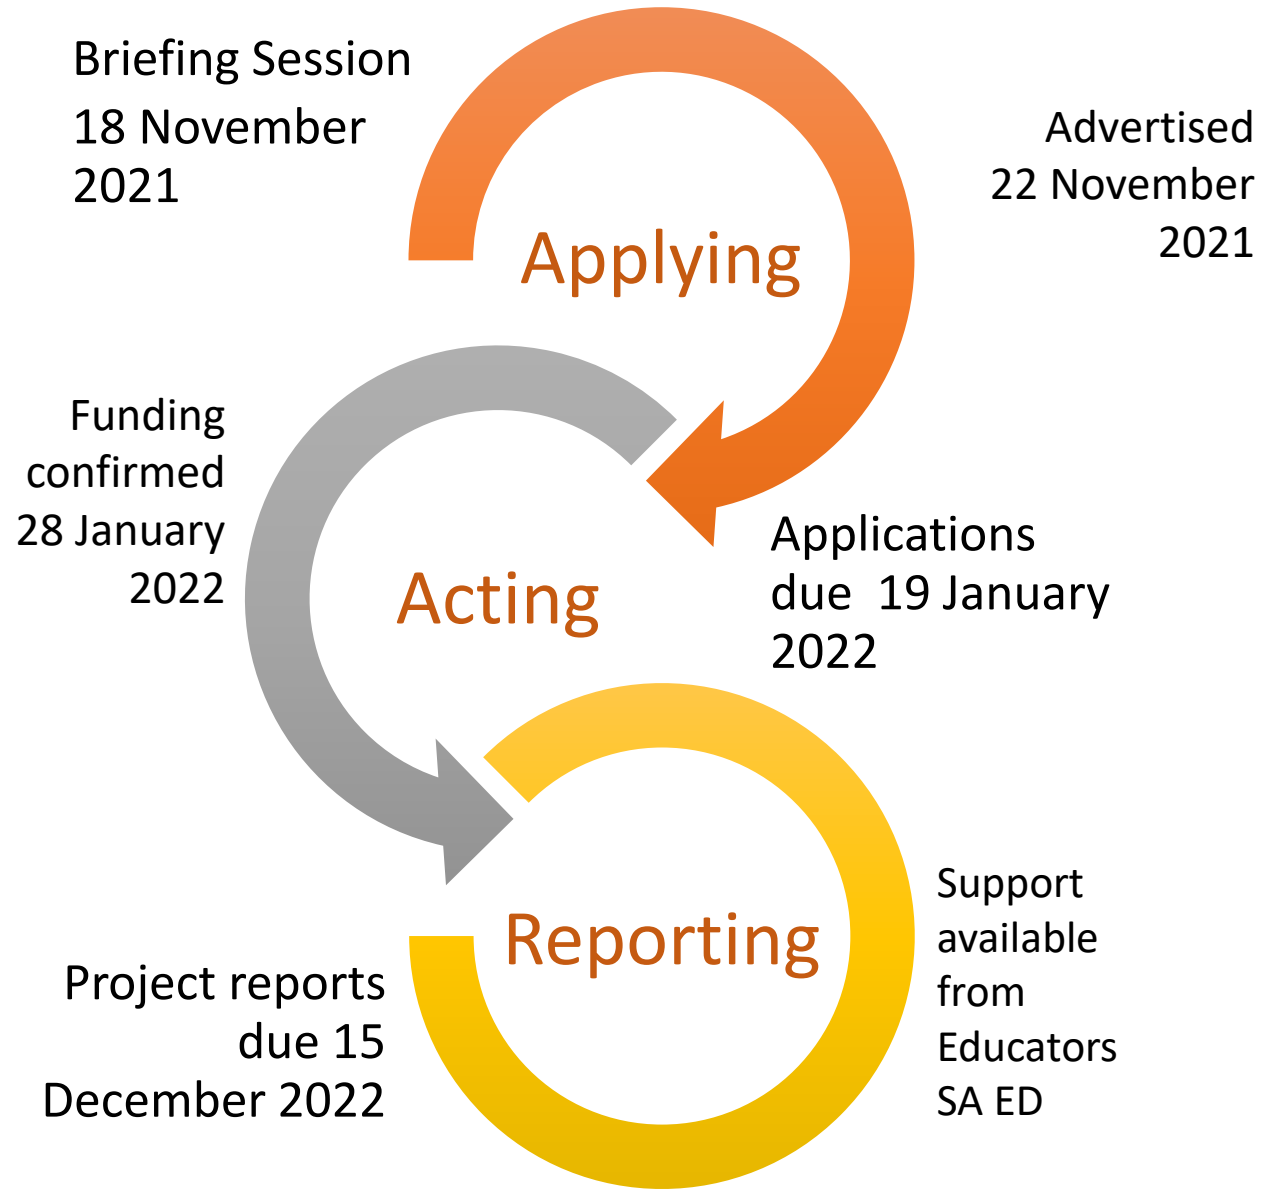 Briefing Session
18 November
2021
Advertised
22 November
2021
Applying
Funding
confirmed
28 January
2022
Applications
due  19 January
2022
Acting
Support
available
from
Educators
SA ED
Reporting
Project reports
due 15
December 2022